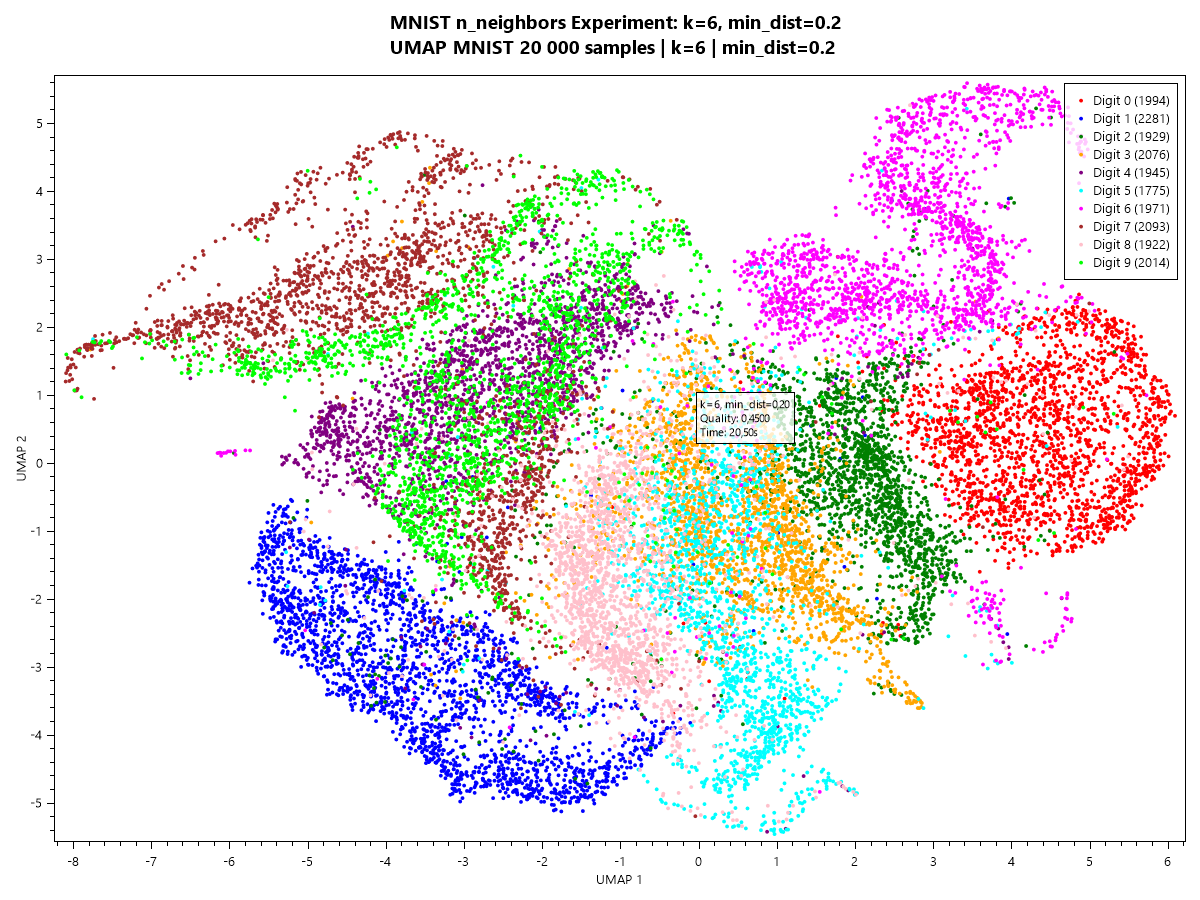 MNIST n_neighbors Experiment: k=6, min_dist=0.2
UMAP MNIST 20 000 samples | k=6 | min_dist=0.2
Digit 0 (1994)
Digit 1 (2281)
Digit 2 (1929)
Digit 3 (2076)
Digit 4 (1945)
Digit 5 (1775)
Digit 6 (1971)
Digit 7 (2093)
Digit 8 (1922)
Digit 9 (2014)
k=6, min_dist=0,20
Quality: 0,4500
Time: 20,50s
UMAP 2
5
4
3
2
1
0
-1
-2
-3
-4
-5
-8
-7
-6
-5
-4
-3
-2
-1
0
1
2
3
4
5
6
UMAP 1